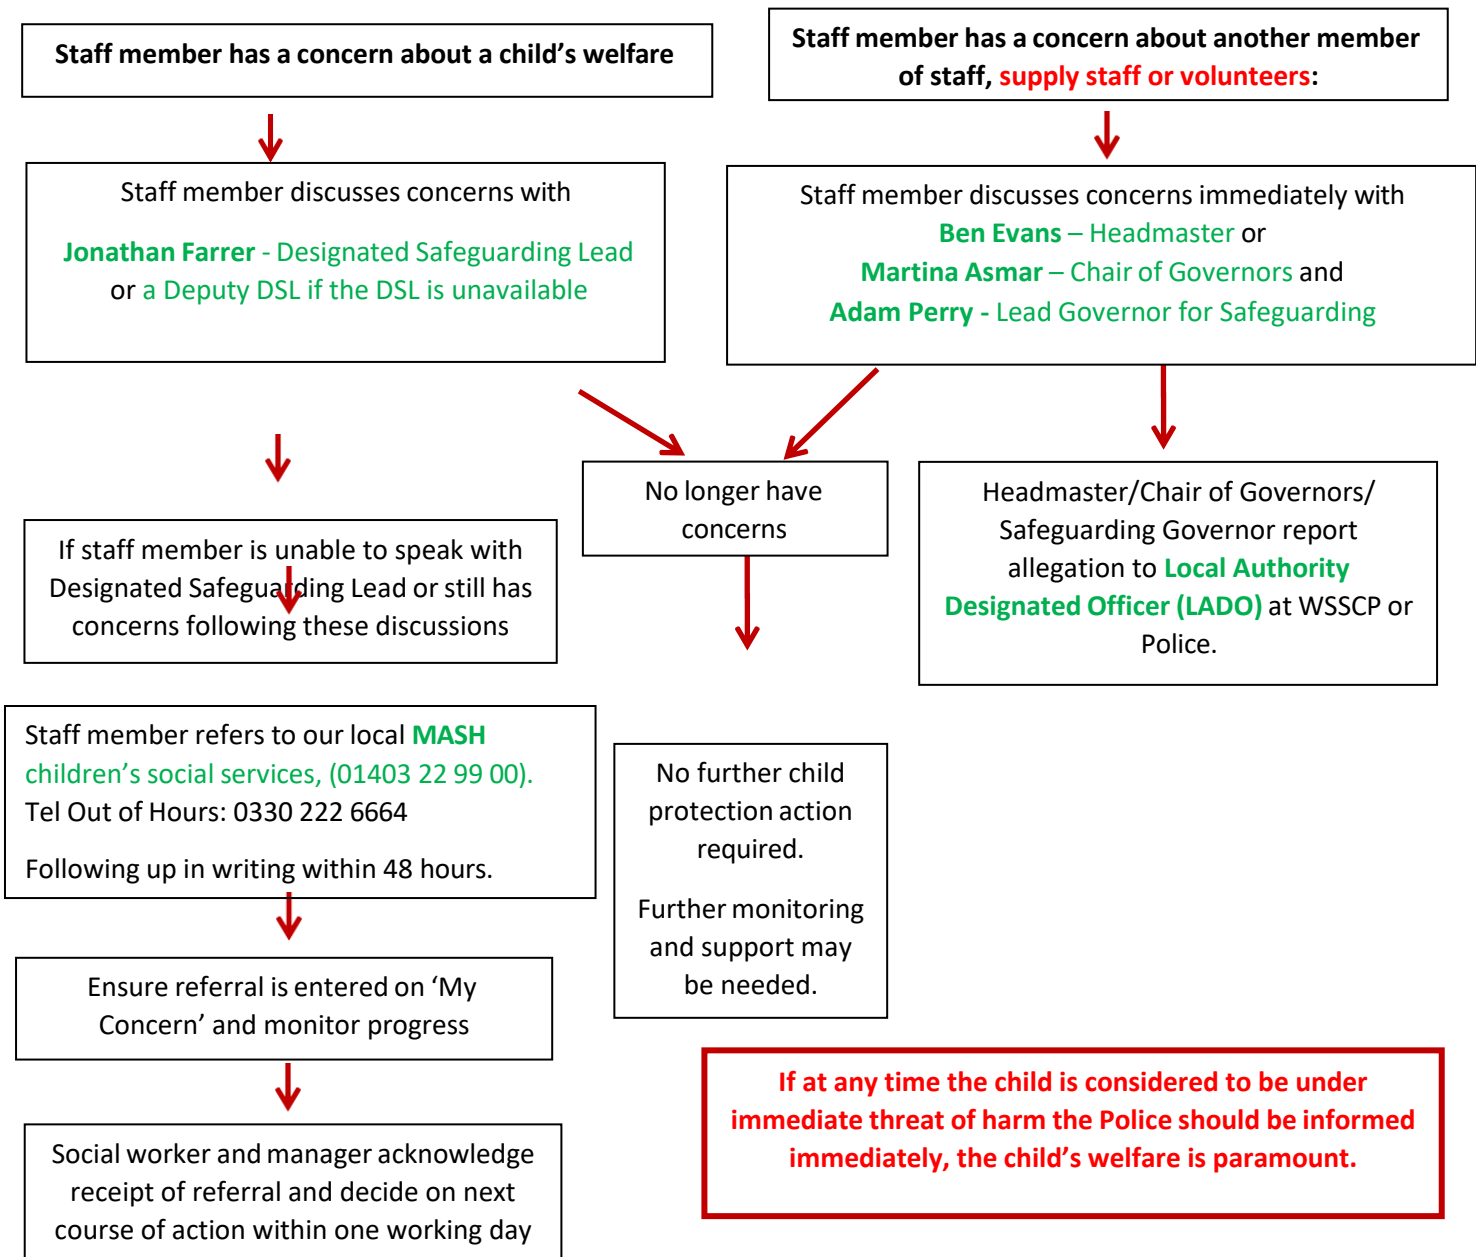 Staff member has a concern about a child’s welfare
Staff member has a concern about another member
of staff, supply staff or volunteers:
Staff member discusses concerns with
Jonathan Farrer - Designated Safeguarding Lead
or a Deputy DSL if the DSL is unavailable
Staff member discusses concerns immediately with
Ben Evans – Headmaster or
Martina Asmar – Chair of Governors and
Adam Perry - Lead Governor for Safeguarding
If staff member is unable to speak with
Designated Safeguarding Lead or still has
concerns following these discussions
No longer have
concerns
Headmaster/Chair of Governors/
Safeguarding Governor report
allegation to Local Authority
Designated Officer (LADO) at WSSCP or
Police.
Staff member refers to our local MASH
children’s social services, (01403 22 99 00).
Tel Out of Hours: 0330 222 6664
Following up in writing within 48 hours.
No further child
protection action
required.
Further monitoring
and support may
be needed.
Ensure referral is entered on ‘My
Concern’ and monitor progress
If at any time the child is considered to be under
immediate threat of harm the Police should be informed
immediately, the child’s welfare is paramount.
Social worker and manager acknowledge
receipt of referral and decide on next
course of action within one working day